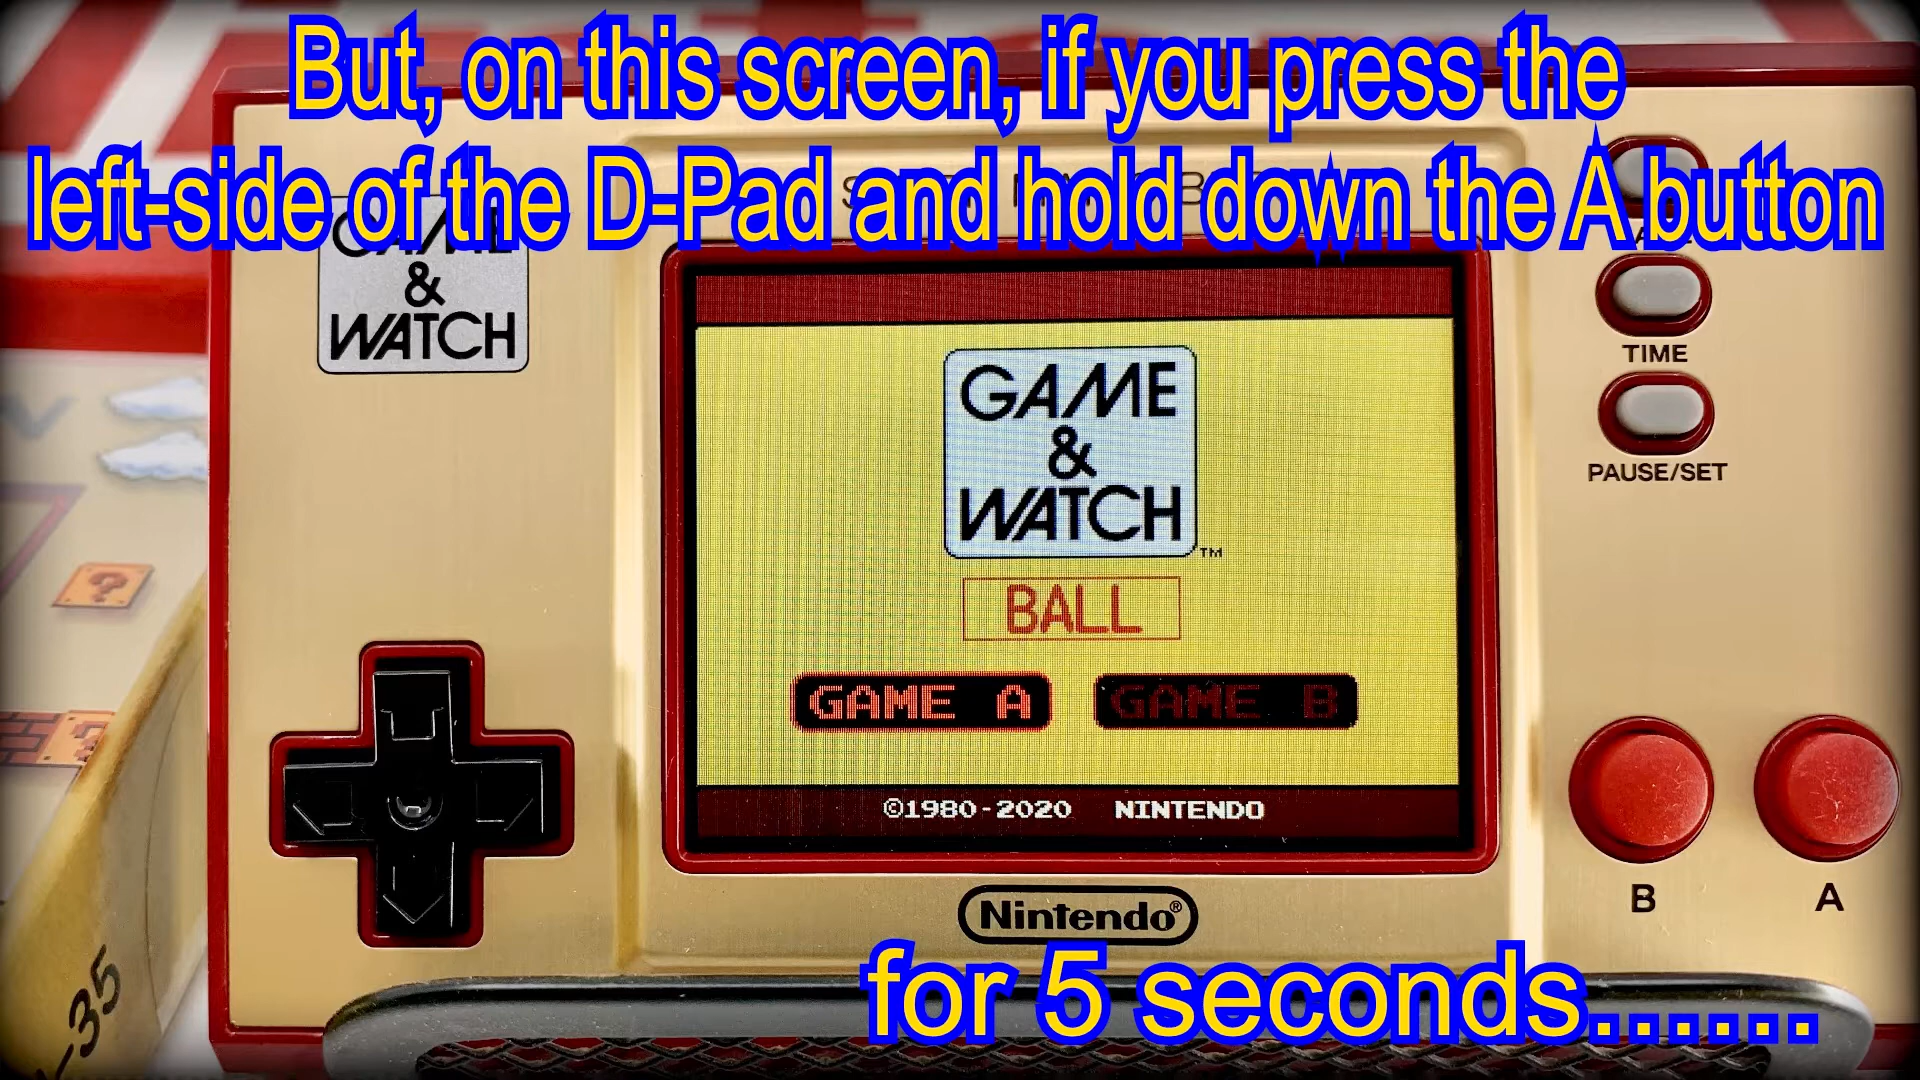 But, on this screen, if you press the
left-side of the D-Pad and hold down the A button
GAME
&
WATCH
TIME
PAUSE/SET
GAME
&
WATCH
TM
BALL
GAME A GAME B
©1980-2020 NINTENDO
B A
Nintendo®
for 5 seconds......
-35